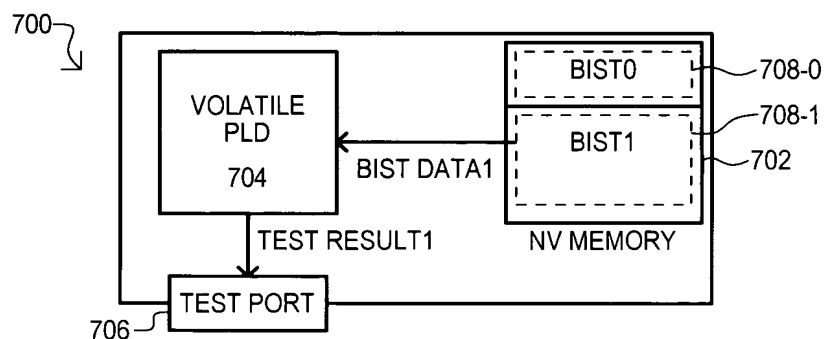 700
VOLATILE
PLD
704
BIST0
BIST1
708-0
708-1
702
BIST DATA1
NV MEMORY
TEST RESULT1
TEST PORT
706